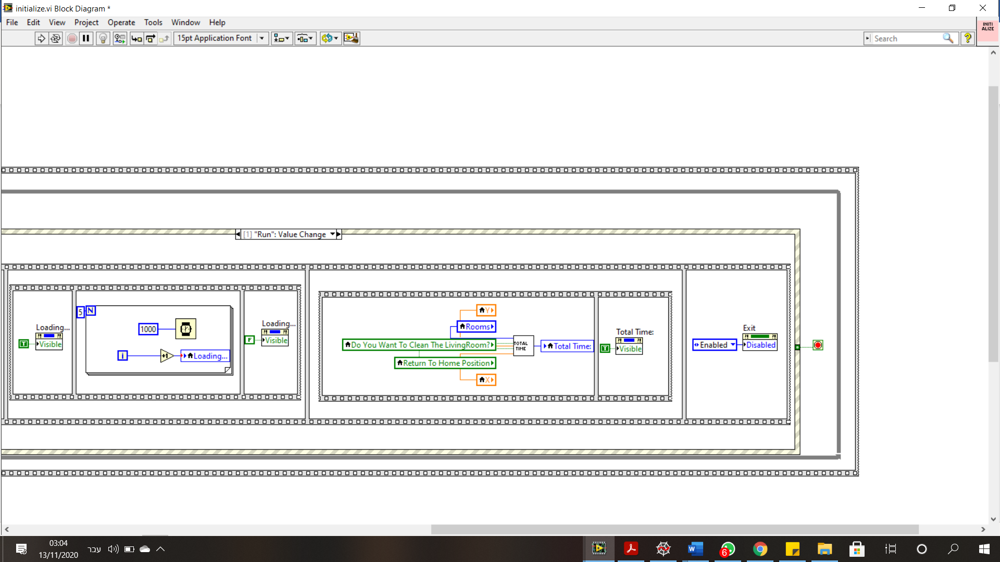 initialize.vi Block Diagram *
File Edit View Project Operate Tools Window Help
INITI
ALIZE
15pt Application Font
Search
?
[1] "Run": Value Change
5 N
Loading...
?! ?!
Visible
T
1000
i
+1
Loading...
Loading...
?! ?!
Visible
F
Y
Rooms
Do You Want To Clean The LivingRoom?
Return To Home Position
X
TOTAL
TIME
Total Time:
Total Time:
?! ?!
Visible
T
Exit
?! ?!
Enabled
Disabled
03:04
13/11/2020
עבר
6